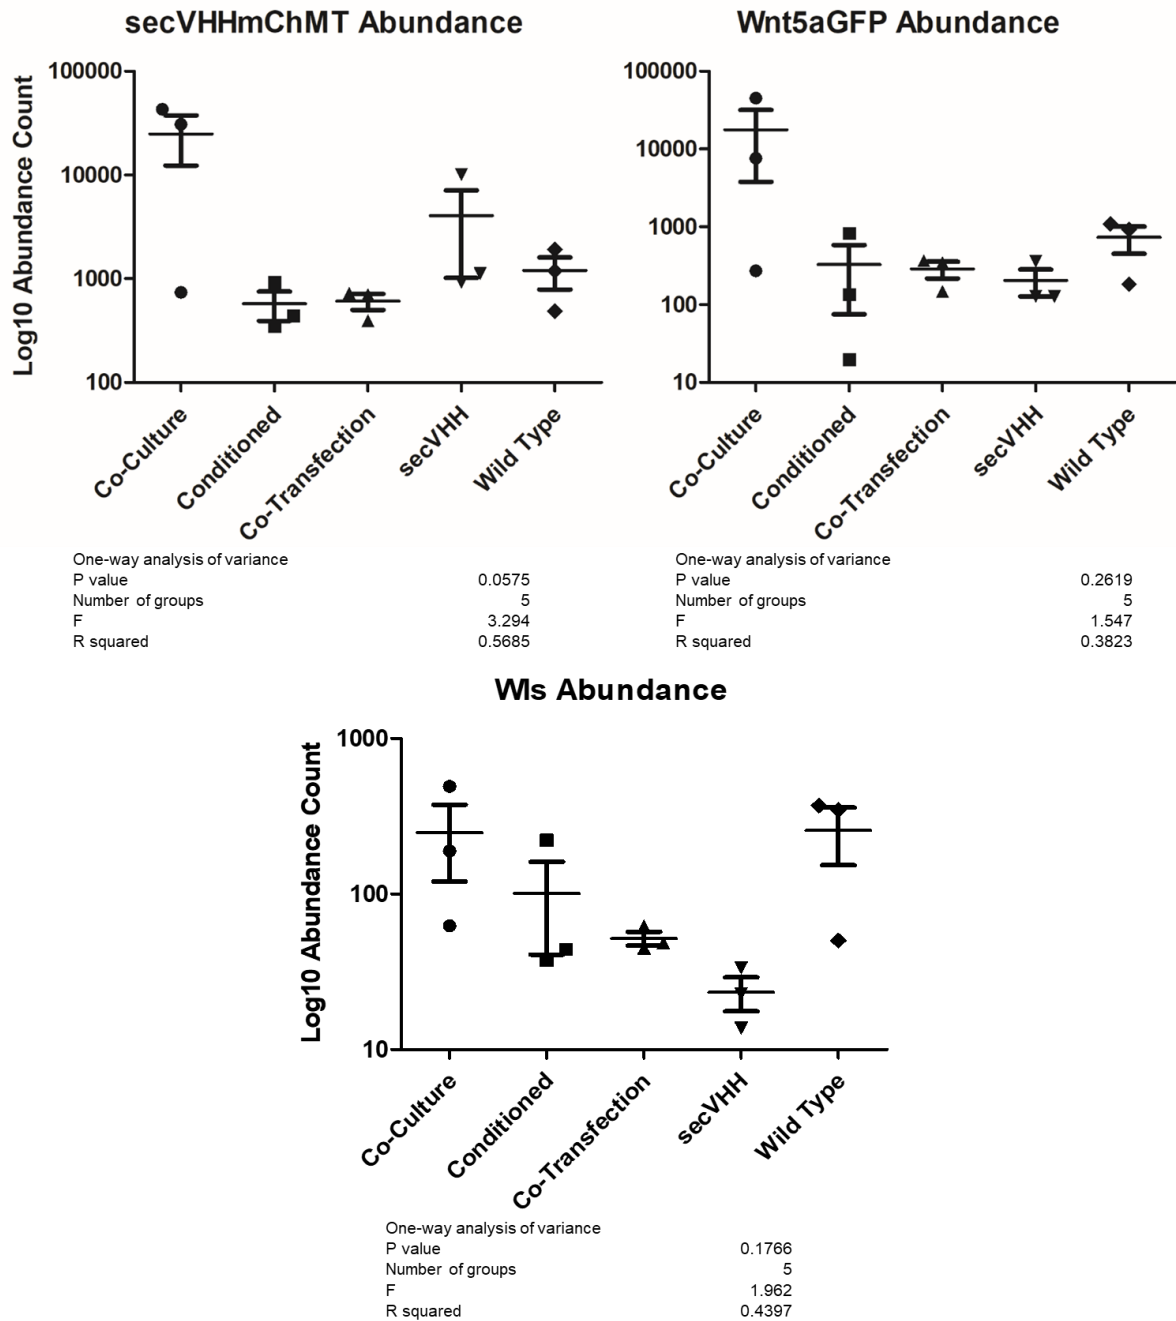 secVHHmChMT Abundance
Log10 Abundance Count
100000
10000
1000
100
Co-Culture
Conditioned
Co-Transfection
secVHH
Wild Type
One-way analysis of variance
P value 0.0575
Number of groups 5
F 3.294
R squared 0.5685
Wnt5aGFP Abundance
100000
10000
1000
100
10
Co-Culture
Conditioned
Co-Transfection
secVHH
Wild Type
One-way analysis of variance
P value 0.2619
Number of groups 5
F 1.547
R squared 0.3823
Wls Abundance
Log10 Abundance Count
1000
100
10
Co-Culture
Conditioned
Co-Transfection
secVHH
Wild Type
One-way analysis of variance
P value 0.1766
Number of groups 5
F 1.962
R squared 0.4397